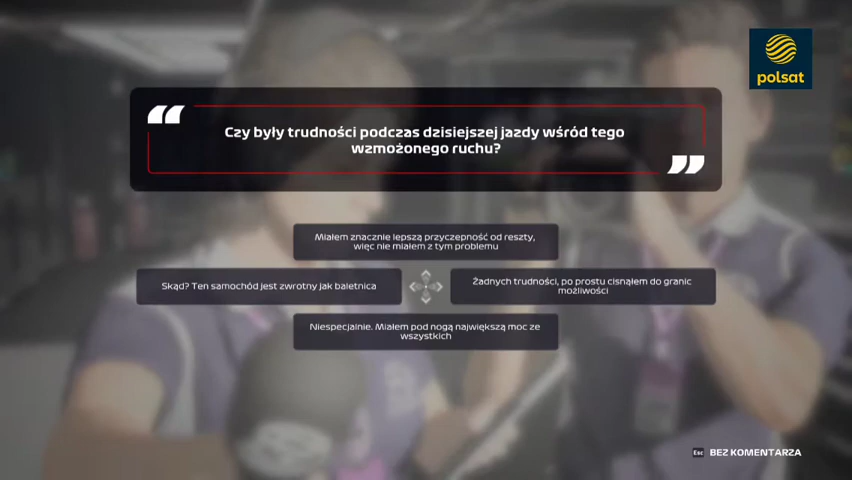 polsat
Czy były trudności podczas dzisiejszej jazdy wśród tego
wzmożonego ruchu?
Miałem znacznie lepszą przyczepność od reszty,
więc nie miałem z tym problemu
Skąd? Ten samochód jest zwrotny jak baletnica
Żadnych trudności, po prostu cisnąłem do granic
możliwości
Niespecjalnie. Miałem pod nogą największą moc ze
wszystkich
Esc BEZ KOMENTARZA